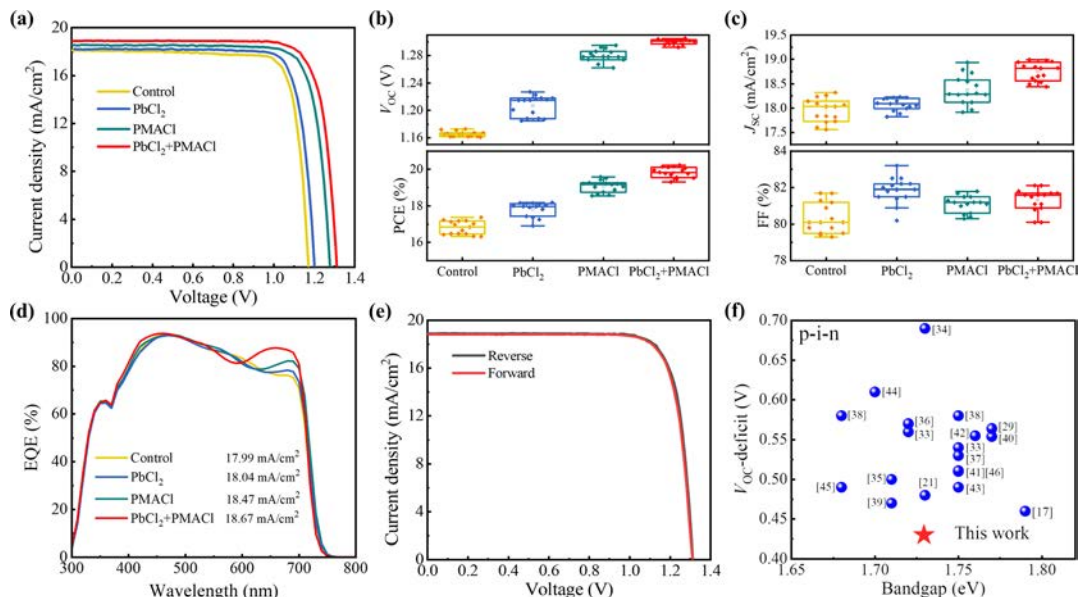 (a)
20
16
12
8
4
0
Current density (mA/cm²)
Control
PbCl₂
PMACl
PbCl₂+PMACl
0.0 0.2 0.4 0.6 0.8 1.0 1.2 1.4
Voltage (V)
(b)
1.28
1.24
1.20
1.16
V_OC (V)
20
18
16
PCE (%)
Control PbCl₂ PMACl PbCl₂+PMACl
(c)
19.5
19.0
18.5
18.0
17.5
J_SC (mA/cm²)
84
82
80
78
FF (%)
Control PbCl₂ PMACl PbCl₂+PMACl
(d)
100
80
60
40
20
0
EQE (%)
Control 17.99 mA/cm²
PbCl₂ 18.04 mA/cm²
PMACl 18.47 mA/cm²
PbCl₂+PMACl 18.67 mA/cm²
300 400 500 600 700 800
Wavelength (nm)
(e)
20
16
12
8
4
0
Current density (mA/cm²)
Reverse
Forward
0.0 0.2 0.4 0.6 0.8 1.0 1.2 1.4
Voltage (V)
(f)
p-i-n
0.70
0.65
0.60
0.55
0.50
0.45
0.40
V_OC-deficit (V)
[34]
[44]
[38]
[36]
[33]
[38]
[29]
[42]
[40]
[33]
[37]
[35]
[41][46]
[45]
[21]
[43]
[39]
[17]
This work
1.65 1.70 1.75 1.80
Bandgap (eV)